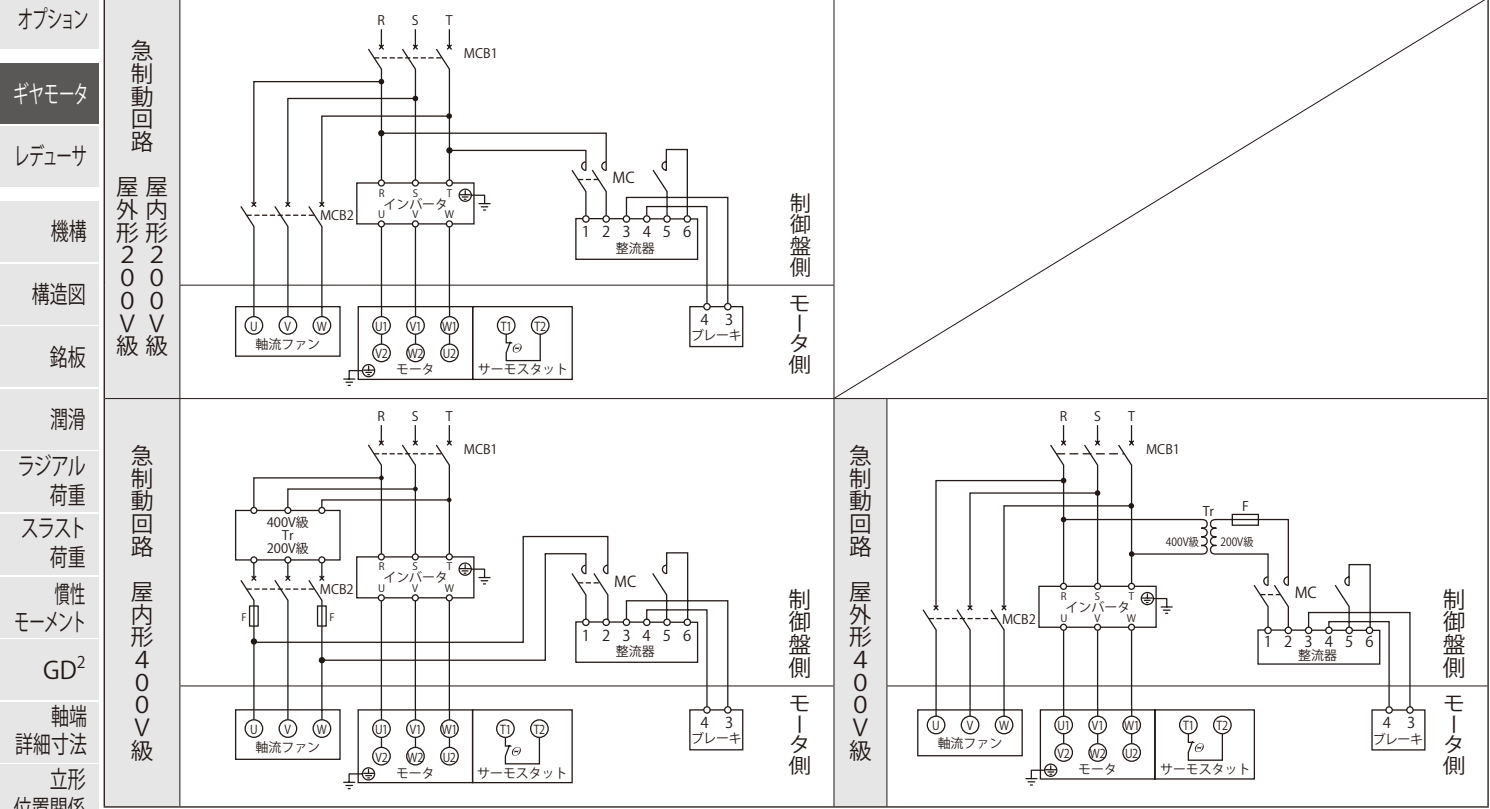 オプション
ギヤモータ
レデューサ
機構
構造図
銘板
潤滑
ラジアル
荷重
スラスト
荷重
慣性
モーメント
GD²
軸端
詳細寸法
立形
位置関係
急制動回路 屋内形200V級
屋外形200V級
R S T
MCB1
MC
R S T
インバータ
U V W
MCB2
1 2 3 4 5 6
整流器
制御盤側
モータ側
U V W
軸流ファン
U1 V1 W1
V2 W2 U2
モータ
T1 T2
Θ
サーモスタット
4 3
ブレーキ
急制動回路 屋内形400V級
R S T
MCB1
400V級
Tr
200V級
R S T
インバータ
U V W
MCB2
F F
MC
1 2 3 4 5 6
整流器
制御盤側
モータ側
U V W
軸流ファン
U1 V1 W1
V2 W2 U2
モータ
T1 T2
Θ
サーモスタット
4 3
ブレーキ
急制動回路 屋外形400V級
R S T
MCB1
Tr F
400V級 200V級
R S T
インバータ
U V W
MCB2
MC
1 2 3 4 5 6
整流器
制御盤側
モータ側
U V W
軸流ファン
U1 V1 W1
V2 W2 U2
モータ
T1 T2
Θ
サーモスタット
4 3
ブレーキ